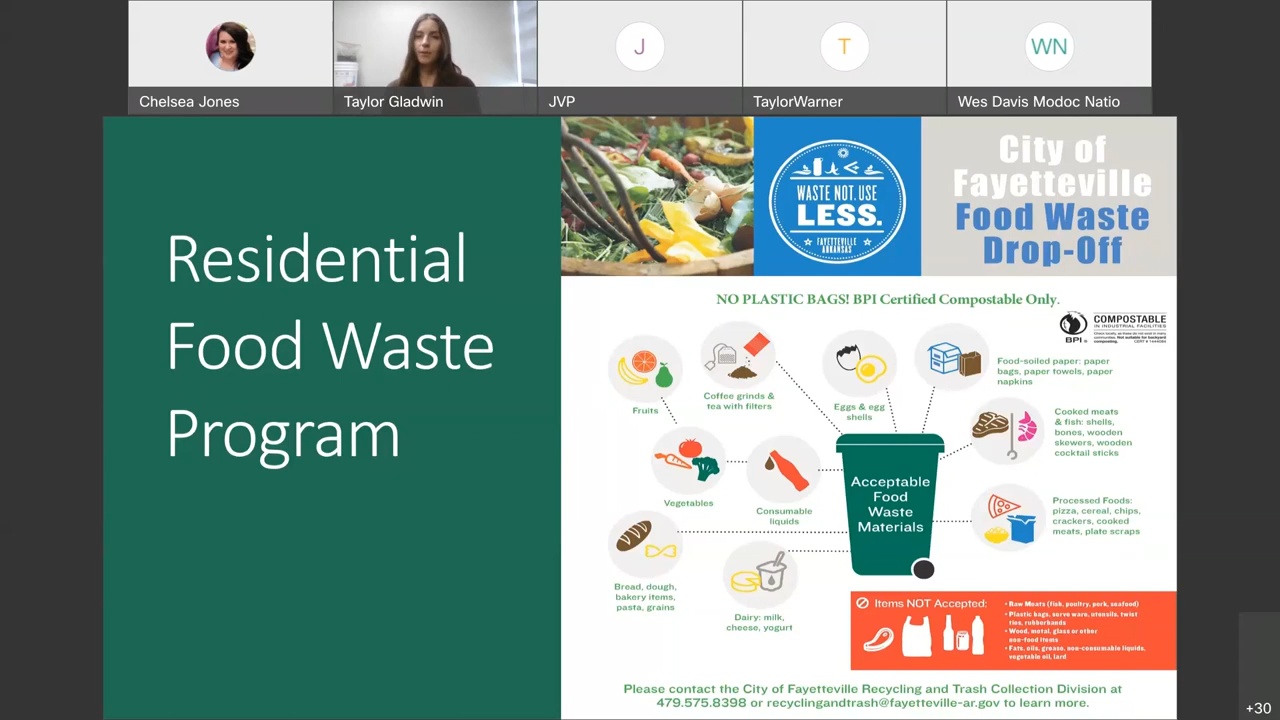 Chelsea Jones
Taylor Gladwin
J
JVP
T
TaylorWarner
WN
Wes Davis Modoc Natio
Residential
Food Waste
Program
WASTE NOT. USE
LESS.
FAYETTEVILLE
ARKANSAS
City of
Fayetteville
Food Waste
Drop-Off
NO PLASTIC BAGS! BPI Certified Compostable Only.
BPI
COMPOSTABLE
IN INDUSTRIAL FACILITIES
Fruits
Coffee grinds &
tea with filters
Eggs & egg
shells
Food-soiled paper: paper
bags, paper towels, paper
napkins
Cooked meats
& fish: shells,
bones, wooden
skewers, wooden
cocktail sticks
Vegetables
Consumable
liquids
Acceptable
Food
Waste
Materials
Processed Foods:
pizza, cereal, chips,
crackers, cooked
meats, plate scraps
Bread, dough,
bakery items,
pasta, grains
Dairy: milk,
cheese, yogurt
Items NOT Accepted:
• Raw Meats (fish, poultry, pork, seafood)
• Plastic bags, serve ware, utensils, twist
ties, rubberbands
• Wood, metal, glass or other
non-food items
• Fats, oils, grease, non-consumable liquids,
vegetable oil, lard
Please contact the City of Fayetteville Recycling and Trash Collection Division at
479.575.8398 or recyclingandtrash@fayetteville-ar.gov to learn more.
+30